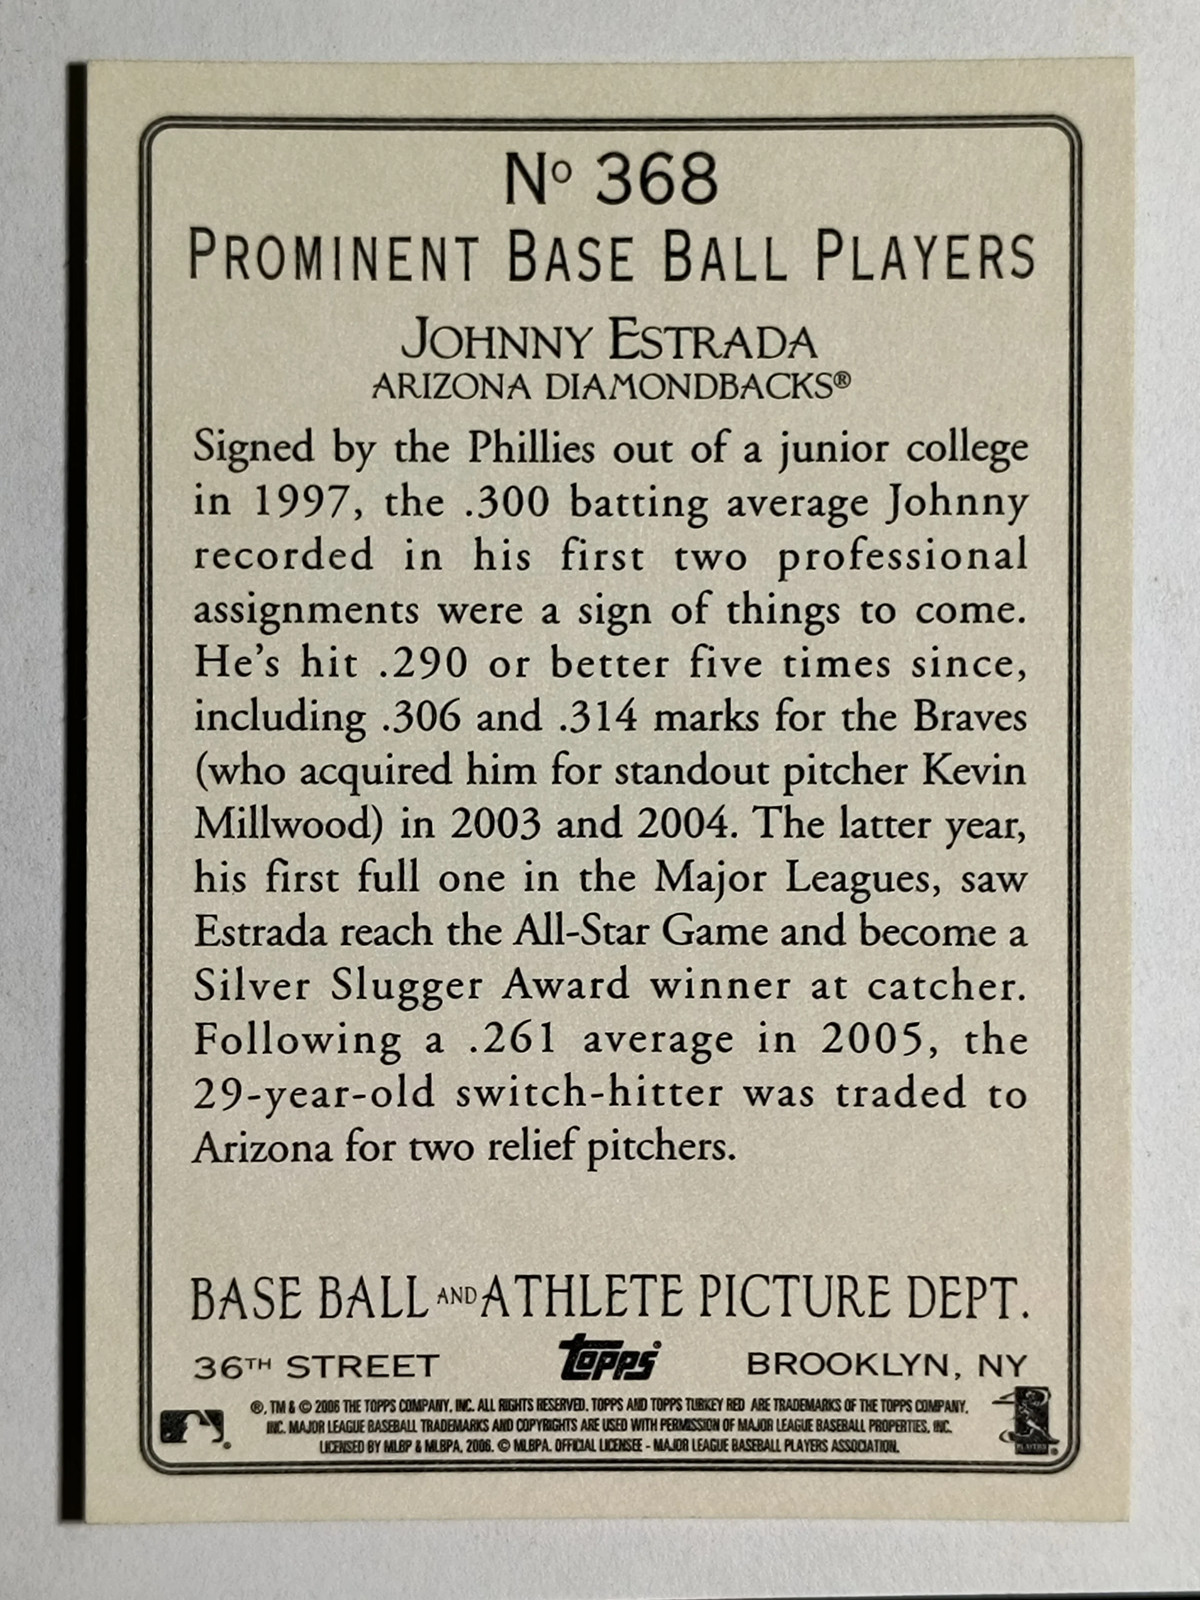 Nº 368
PROMINENT BASE BALL PLAYERS
JOHNNY ESTRADA
ARIZONA DIAMONDBACKS®
Signed by the Phillies out of a junior college
in 1997, the .300 batting average Johnny
recorded in his first two professional
assignments were a sign of things to come.
He's hit .290 or better five times since,
including .306 and .314 marks for the Braves
(who acquired him for standout pitcher Kevin
Millwood) in 2003 and 2004. The latter year,
his first full one in the Major Leagues, saw
Estrada reach the All-Star Game and become a
Silver Slugger Award winner at catcher.
Following a .261 average in 2005, the
29-year-old switch-hitter was traded to
Arizona for two relief pitchers.
BASE BALL AND ATHLETE PICTURE DEPT.
36TH STREET Topps® BROOKLYN, NY
®, TM & © 2006 THE TOPPS COMPANY, INC. ALL RIGHTS RESERVED. TOPPS AND TOPPS TURKEY RED ARE TRADEMARKS OF THE TOPPS COMPANY,
INC. MAJOR LEAGUE BASEBALL TRADEMARKS AND COPYRIGHTS ARE USED WITH PERMISSION OF MAJOR LEAGUE BASEBALL PROPERTIES, INC.
LICENSED BY MLBP & MLBPA, 2006. © MLBPA. OFFICIAL LICENSEE - MAJOR LEAGUE BASEBALL PLAYERS ASSOCIATION.
PLAYERS